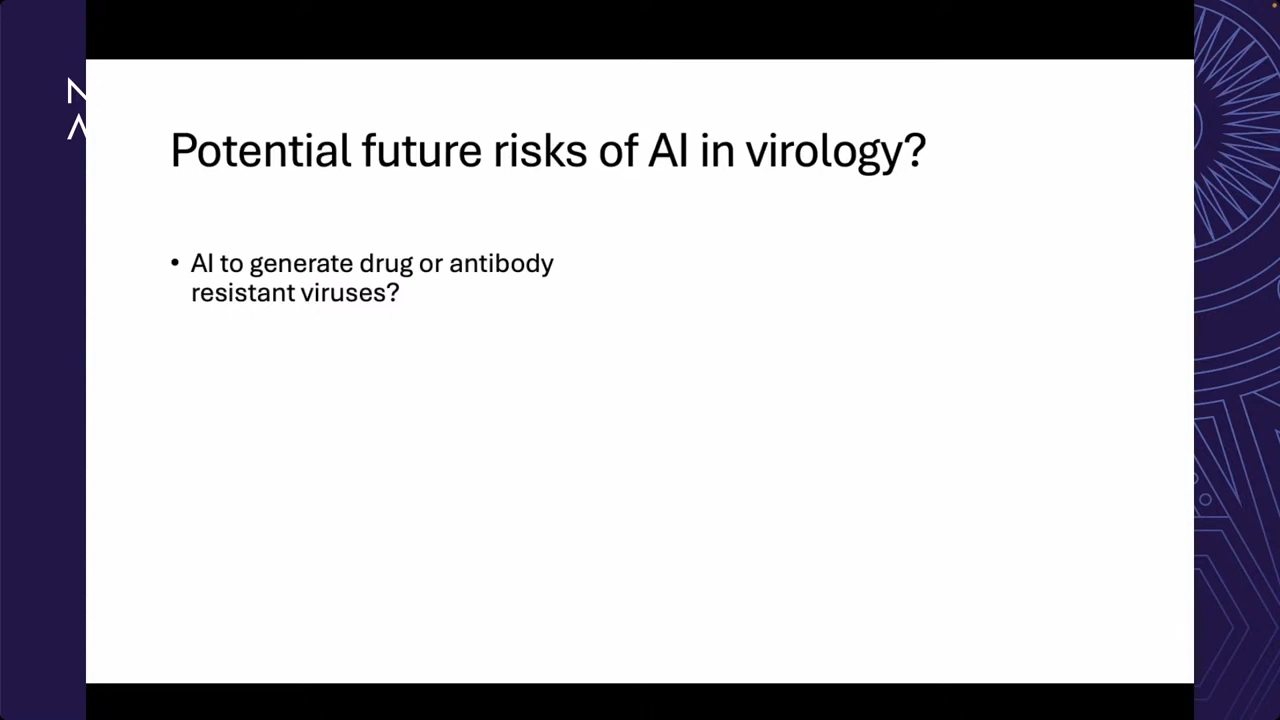 N
A
Potential future risks of AI in virology?
• AI to generate drug or antibody
resistant viruses?